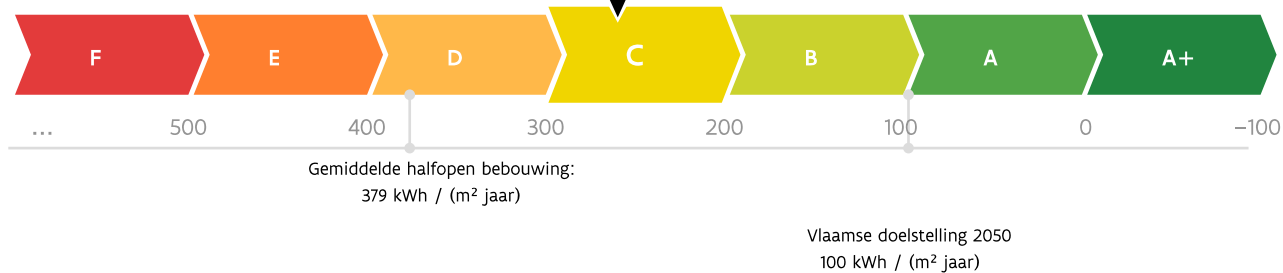 F E D C B A A+
... 500 400 300 200 100 0 −100
Gemiddelde halfopen bebouwing:
379 kWh / (m² jaar)
Vlaamse doelstelling 2050
100 kWh / (m² jaar)